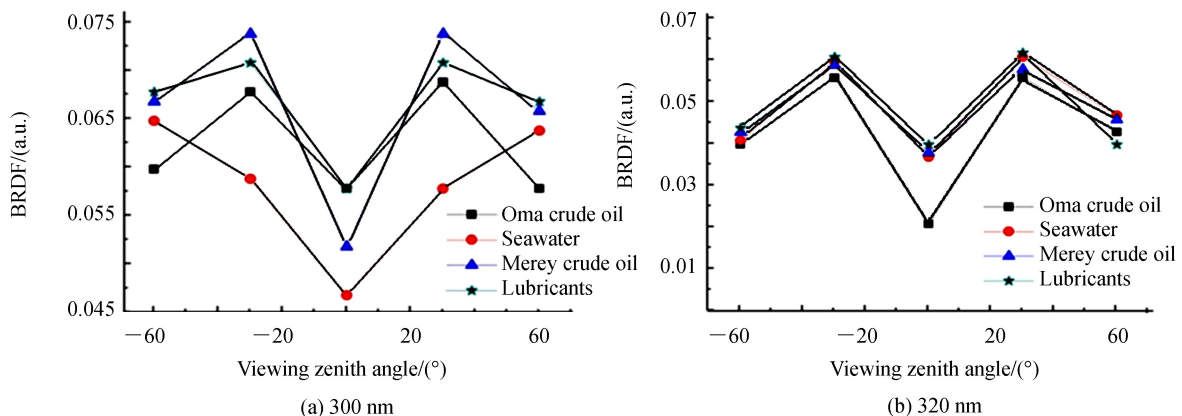 0.075
0.065
0.055
0.045
BRDF/(a.u.)
Oma crude oil
Seawater
Merey crude oil
Lubricants
−60
−20
20
60
Viewing zenith angle/(°)
(a) 300 nm
0.07
0.05
0.03
0.01
BRDF/(a.u.)
Oma crude oil
Seawater
Merey crude oil
Lubricants
−60
−20
20
60
Viewing zenith angle/(°)
(b) 320 nm